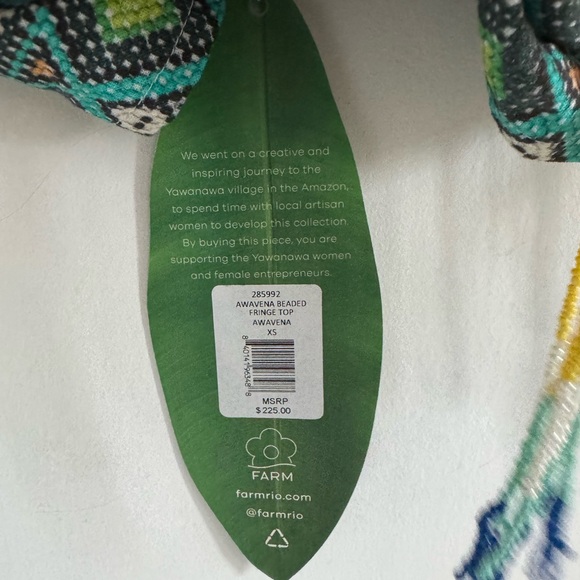 We went on a creative and
inspiring journey to the
Yawanawa village in the Amazon,
to spend time with local artisan
women to develop this collection.
By buying this piece, you are
supporting the Yawanawa women
and female entrepreneurs.
285992
AWAVENA BEADED
FRINGE TOP
AWAVENA
XS
MSRP
$ 225.00
FARM
farmrio.com
@farmrio